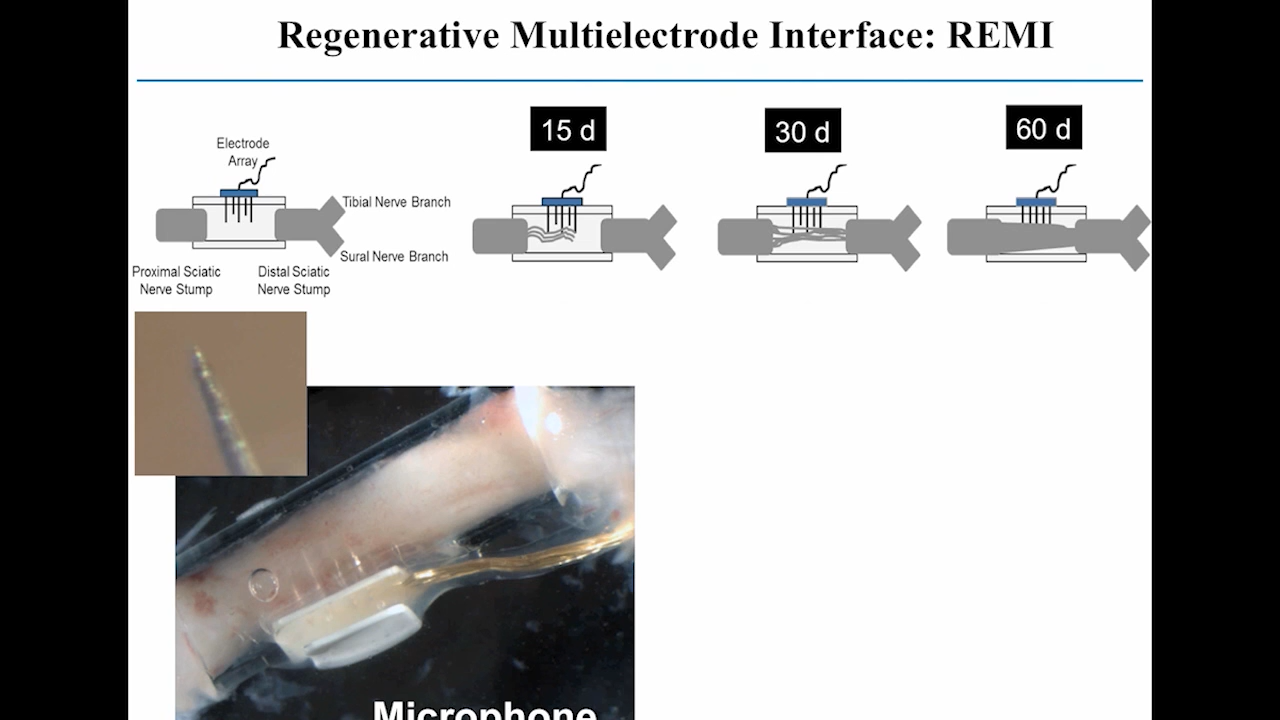 Regenerative Multielectrode Interface: REMI
15 d
30 d
60 d
Electrode
Array
Tibial Nerve Branch
Sural Nerve Branch
Proximal Sciatic
Nerve Stump
Distal Sciatic
Nerve Stump
Microphone